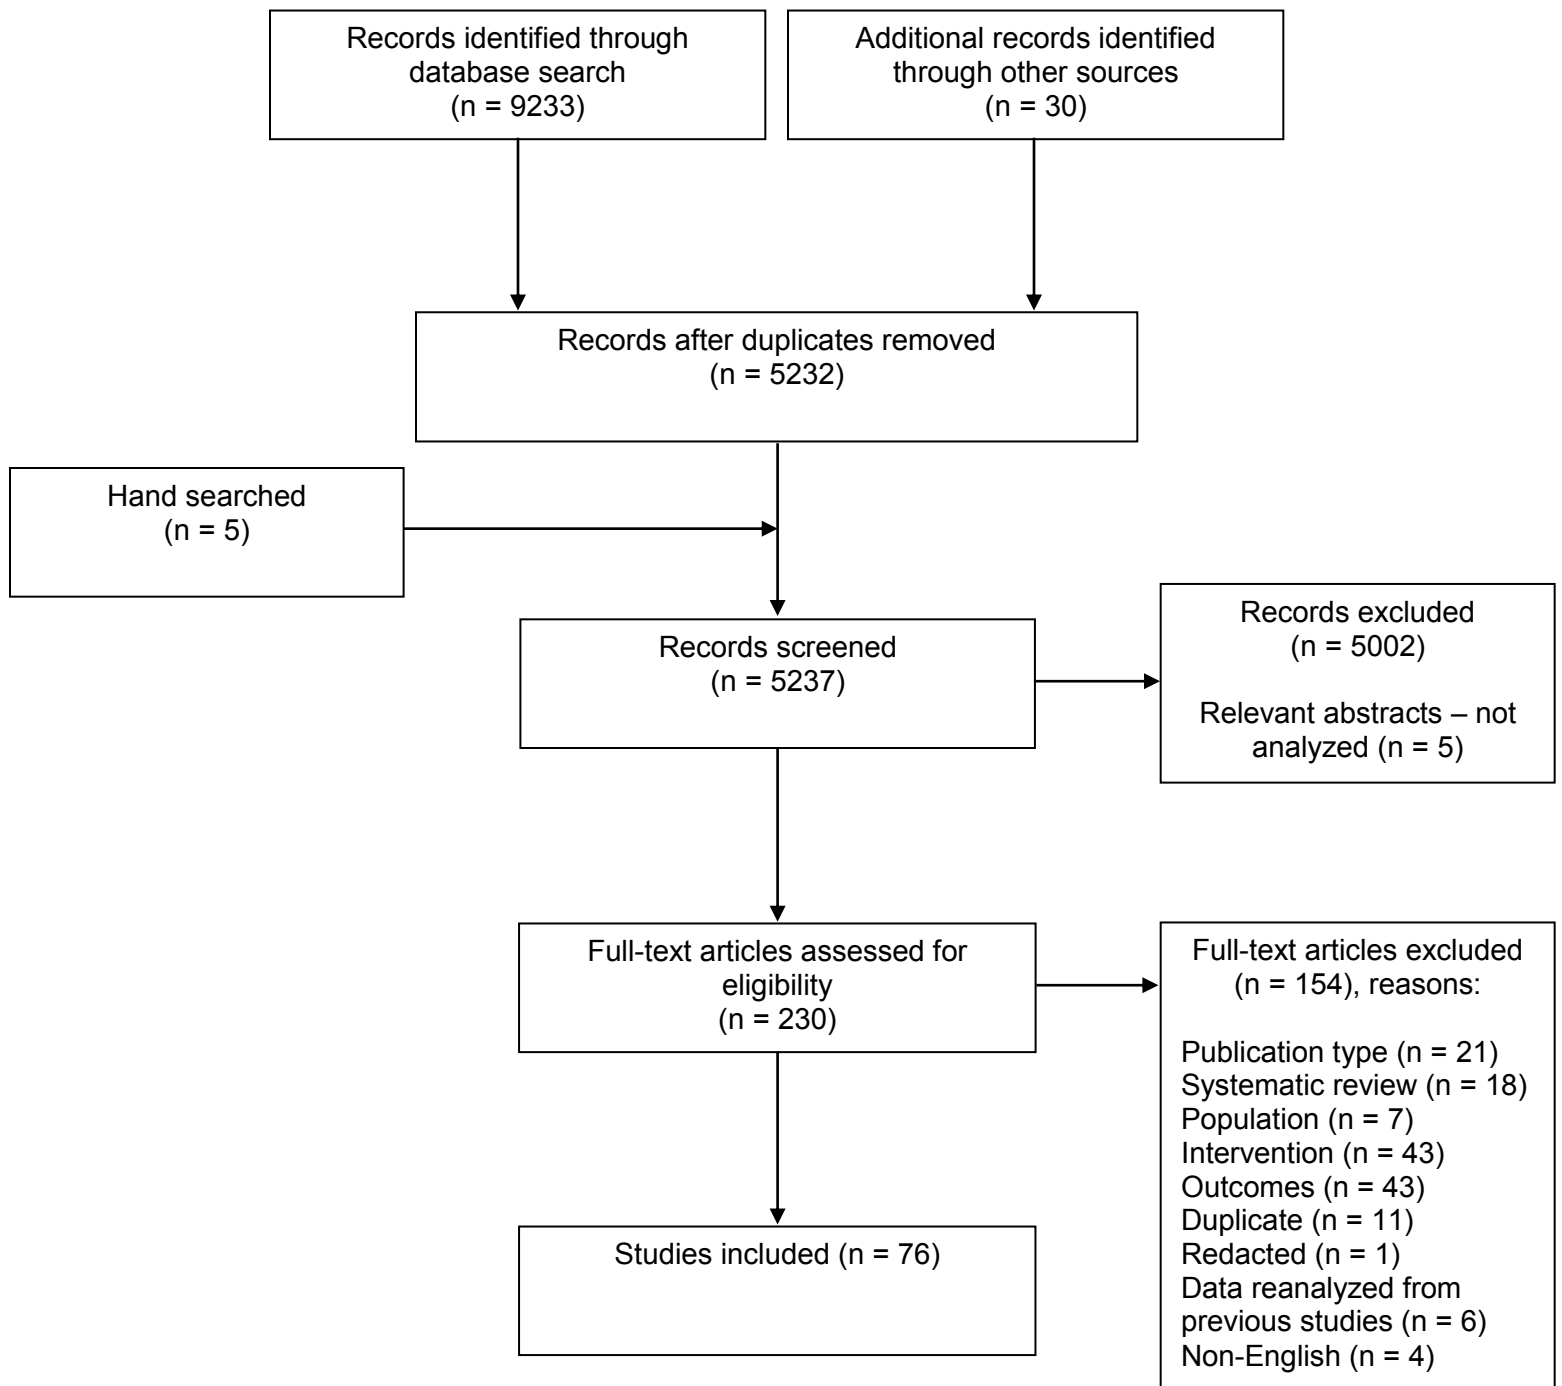 Records identified through
database search
(n = 9233)
Additional records identified
through other sources
(n = 30)
Records after duplicates removed
(n = 5232)
Hand searched
(n = 5)
Records screened
(n = 5237)
Records excluded
(n = 5002)
Relevant abstracts – not
analyzed (n = 5)
Full-text articles assessed for
eligibility
(n = 230)
Full-text articles excluded
(n = 154), reasons:
Publication type (n = 21)
Systematic review (n = 18)
Population (n = 7)
Intervention (n = 43)
Outcomes (n = 43)
Duplicate (n = 11)
Redacted (n = 1)
Data reanalyzed from
previous studies (n = 6)
Non-English (n = 4)
Studies included (n = 76)